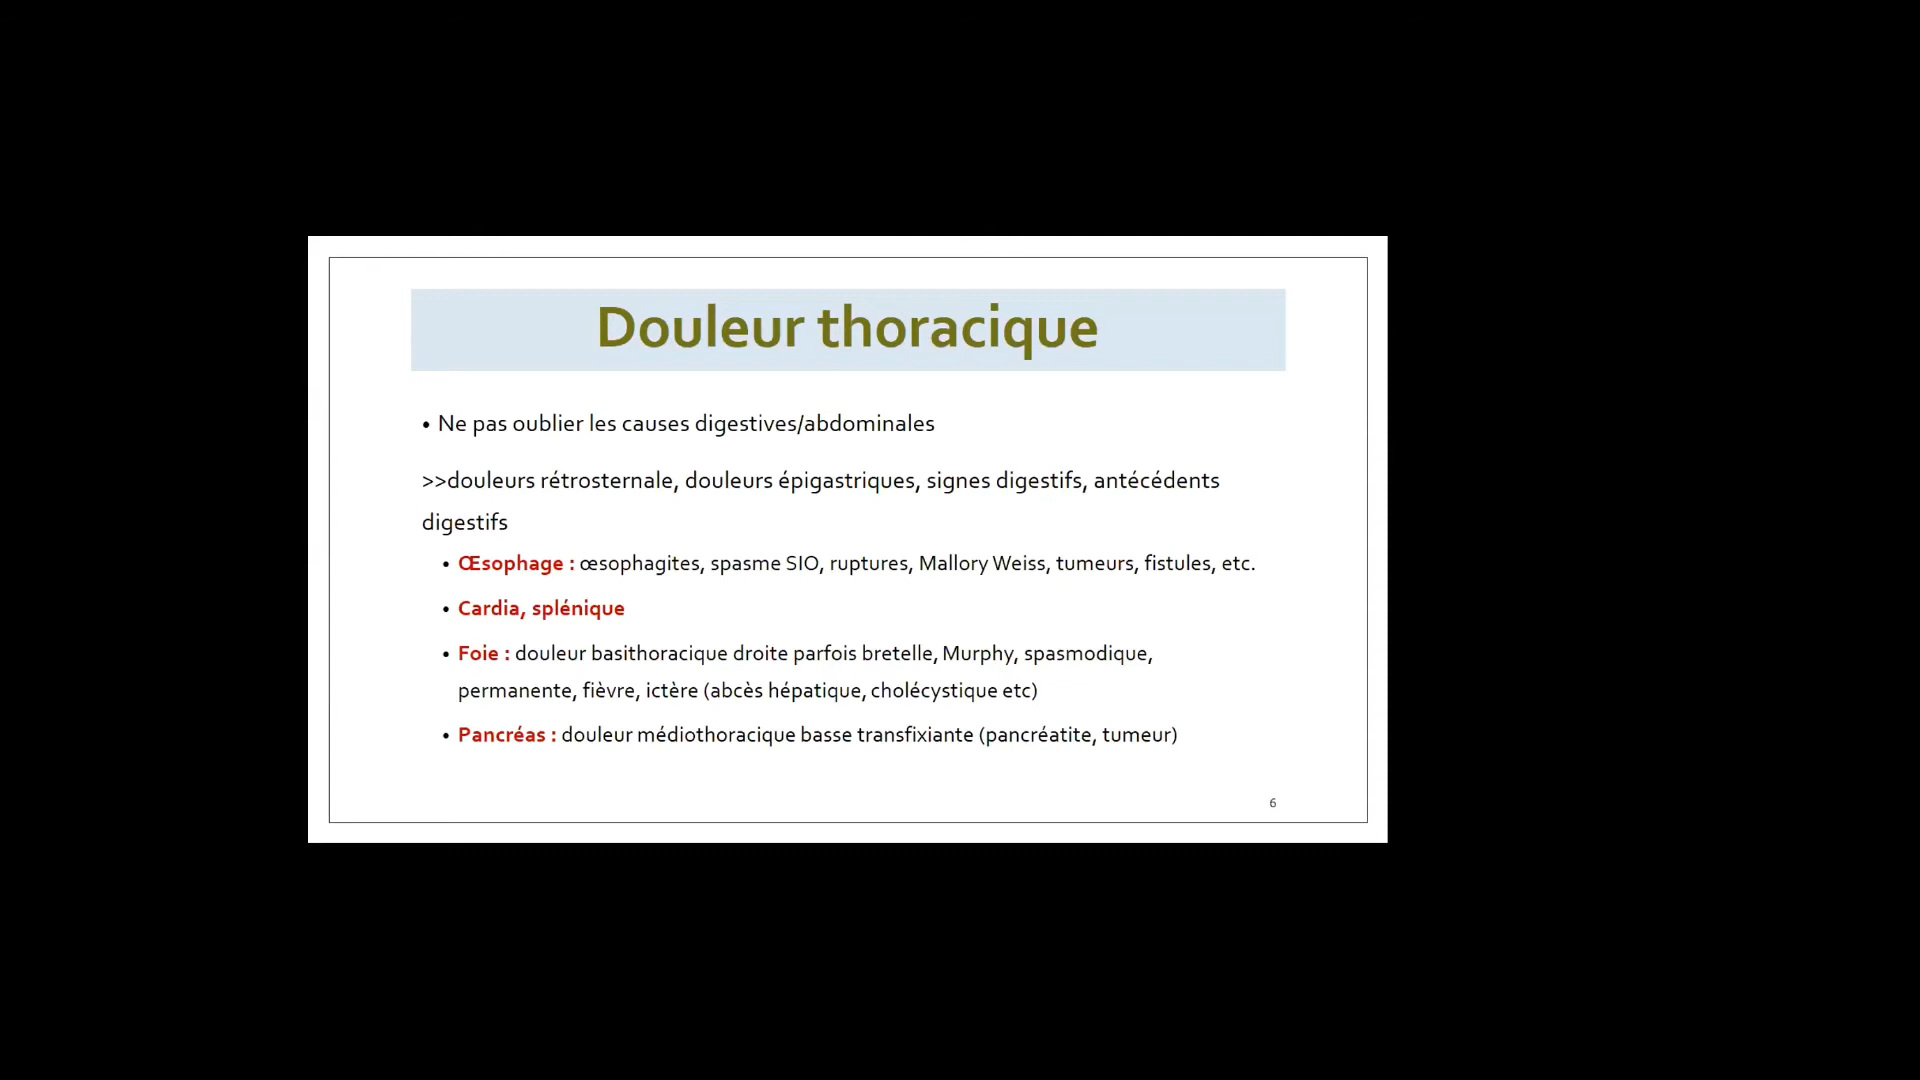 Douleur thoracique
• Ne pas oublier les causes digestives/abdominales
>>douleurs rétrosternale, douleurs épigastriques, signes digestifs, antécédents
digestifs
• Œsophage : œsophagites, spasme SIO, ruptures, Mallory Weiss, tumeurs, fistules, etc.
• Cardia, splénique
• Foie : douleur basithoracique droite parfois bretelle, Murphy, spasmodique,
permanente, fièvre, ictère (abcès hépatique, cholécystique etc)
• Pancréas : douleur médiothoracique basse transfixiante (pancréatite, tumeur)
6